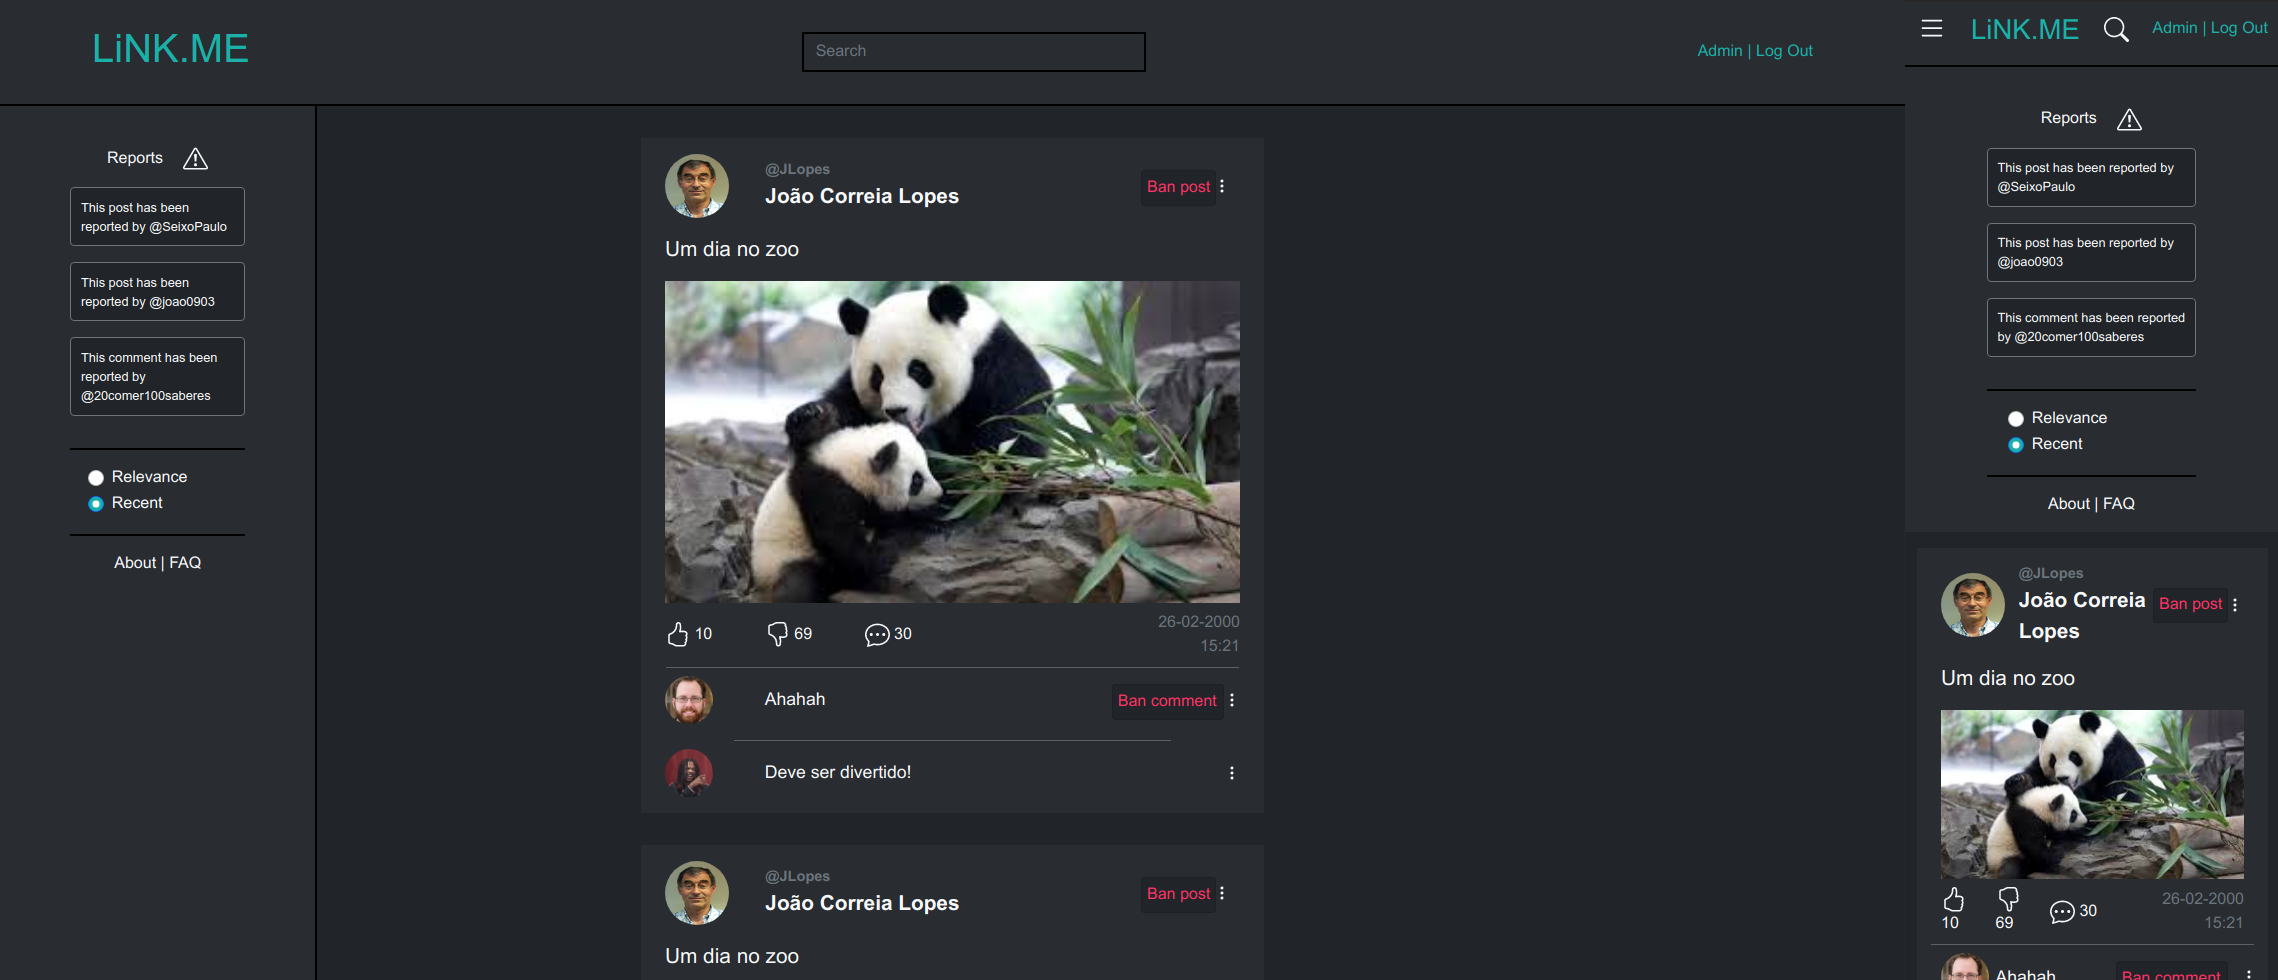 LiNK.ME
Search
Admin | Log Out
Reports
This post has been
reported by @SeixoPaulo
This post has been
reported by @joao0903
This comment has been
reported by
@20comer100saberes
Relevance
Recent
About | FAQ
@JLopes
João Correia Lopes
Ban post
Um dia no zoo
10
69
30
26-02-2000
15:21
Ahahah
Ban comment
Deve ser divertido!
@JLopes
João Correia Lopes
Ban post
Um dia no zoo
LiNK.ME
Admin | Log Out
Reports
This post has been reported by
@SeixoPaulo
This post has been reported by
@joao0903
This comment has been reported
by @20comer100saberes
Relevance
Recent
About | FAQ
@JLopes
João Correia
Lopes
Ban post
Um dia no zoo
10
69
30
26-02-2000
15:21
Ahahah
Ban comment